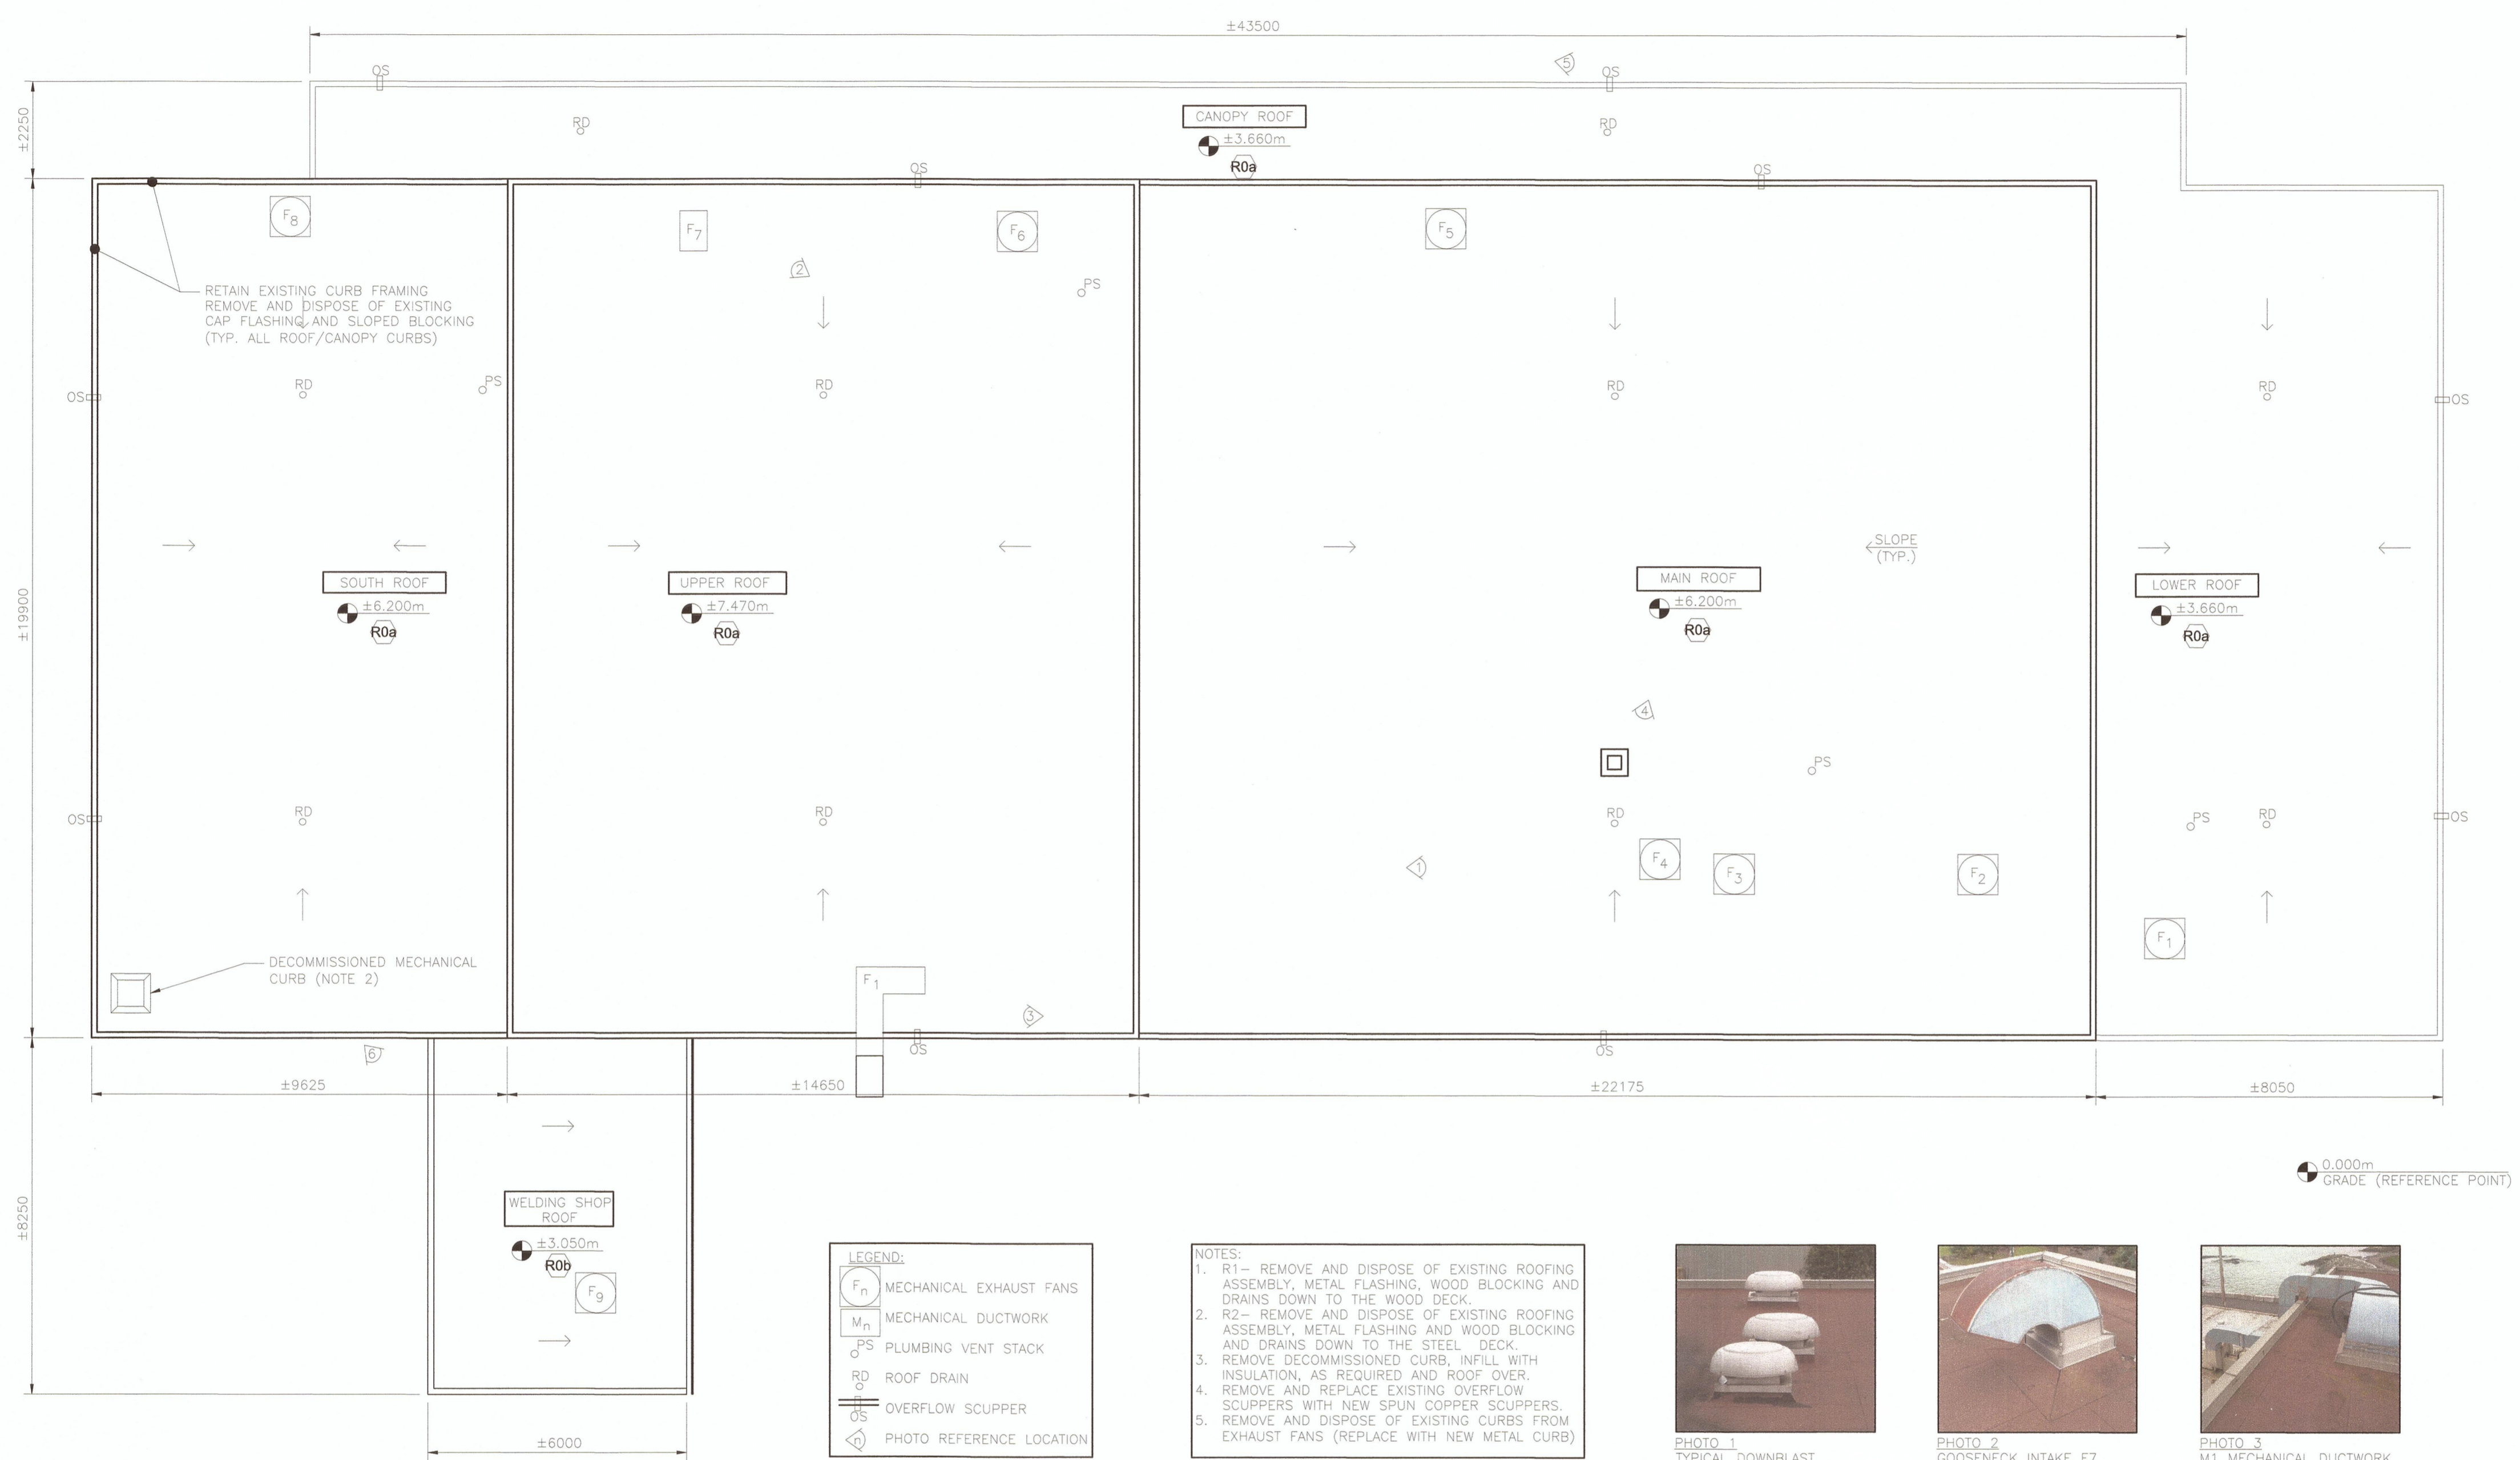 ±43500
OS
5
OS
±2250
RD
CANOPY ROOF
RD
±3.660m
R0a
OS
OS
F8
F7
F6
F5
2
PS
RETAIN EXISTING CURB FRAMING
REMOVE AND DISPOSE OF EXISTING
CAP FLASHING AND SLOPED BLOCKING
(TYP. ALL ROOF/CANOPY CURBS)
RD
PS
RD
RD
RD
OS
OS
SLOPE
(TYP.)
±19900
SOUTH ROOF
±6.200m
R0a
UPPER ROOF
±7.470m
R0a
MAIN ROOF
±6.200m
R0a
LOWER ROOF
±3.660m
R0a
4
PS
OS
RD
RD
RD
PS
RD
OS
1
F4
F3
F2
F1
DECOMMISSIONED MECHANICAL
CURB (NOTE 2)
F1
3
6
OS
OS
±9625
±14650
±22175
±8050
±8250
0.000m
GRADE (REFERENCE POINT)
WELDING SHOP
ROOF
±3.050m
R0b
F9
±6000
LEGEND:
Fn MECHANICAL EXHAUST FANS
Mn MECHANICAL DUCTWORK
PS PLUMBING VENT STACK
RD ROOF DRAIN
OS OVERFLOW SCUPPER
n PHOTO REFERENCE LOCATION
NOTES:
1. R1- REMOVE AND DISPOSE OF EXISTING ROOFING
ASSEMBLY, METAL FLASHING, WOOD BLOCKING AND
DRAINS DOWN TO THE WOOD DECK.
2. R2- REMOVE AND DISPOSE OF EXISTING ROOFING
ASSEMBLY, METAL FLASHING AND WOOD BLOCKING
AND DRAINS DOWN TO THE STEEL DECK.
3. REMOVE DECOMMISSIONED CURB, INFILL WITH
INSULATION, AS REQUIRED AND ROOF OVER.
4. REMOVE AND REPLACE EXISTING OVERFLOW
SCUPPERS WITH NEW SPUN COPPER SCUPPERS.
5. REMOVE AND DISPOSE OF EXISTING CURBS FROM
EXHAUST FANS (REPLACE WITH NEW METAL CURB)
PHOTO 1
TYPICAL DOWNBLAST
PHOTO 2
GOOSENECK INTAKE F7
PHOTO 3
M1 MECHANICAL DUCTWORK